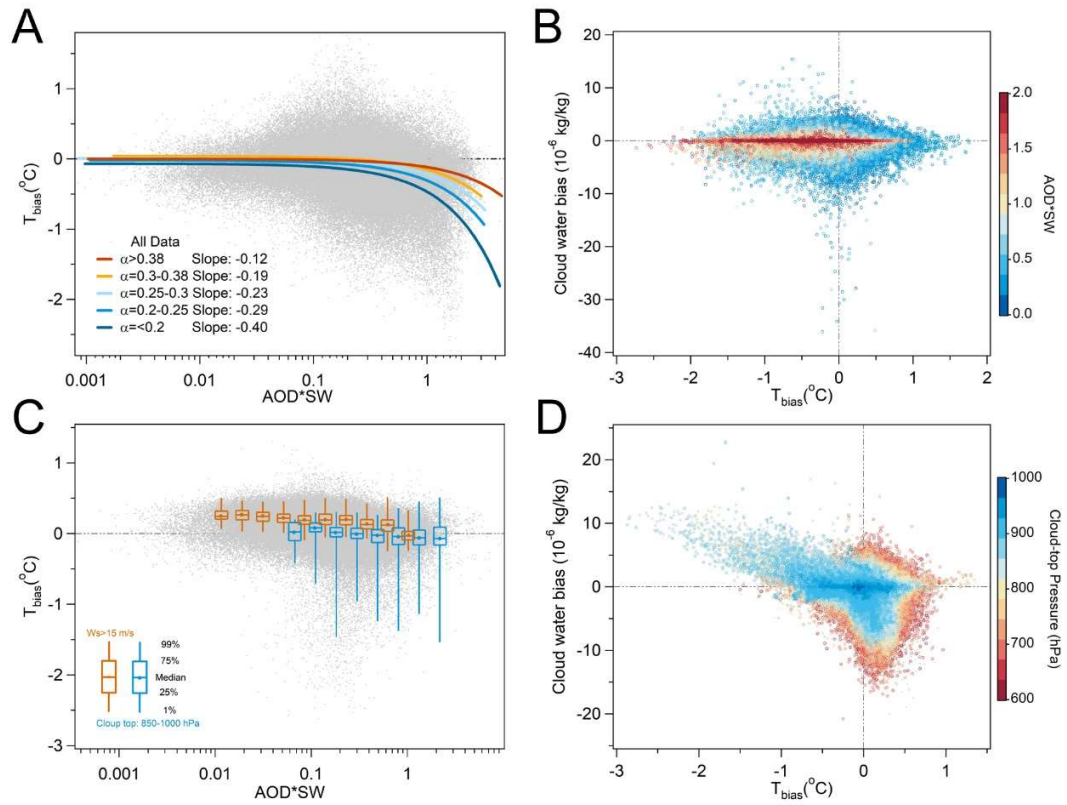 A
1
0
-1
-2
T_bias(°C)
All Data
α>0.38 Slope: -0.12
α=0.3-0.38 Slope: -0.19
α=0.25-0.3 Slope: -0.23
α=0.2-0.25 Slope: -0.29
α=<0.2 Slope: -0.40
0.001 0.01 0.1 1
AOD*SW
B
20
10
0
-10
-20
-30
-40
Cloud water bias (10⁻⁶ kg/kg)
-3 -2 -1 0 1 2
T_bias(°C)
2.0
1.5
1.0
0.5
0.0
AOD*SW
C
1
0
-1
-2
-3
T_bias(°C)
Ws>15 m/s
99%
75%
Median
25%
1%
Cloup top: 850-1000 hPa
0.001 0.01 0.1 1
AOD*SW
D
20
10
0
-10
-20
Cloud water bias (10⁻⁶ kg/kg)
-3 -2 -1 0 1
T_bias(°C)
1000
900
800
700
600
Cloud-top Pressure (hPa)